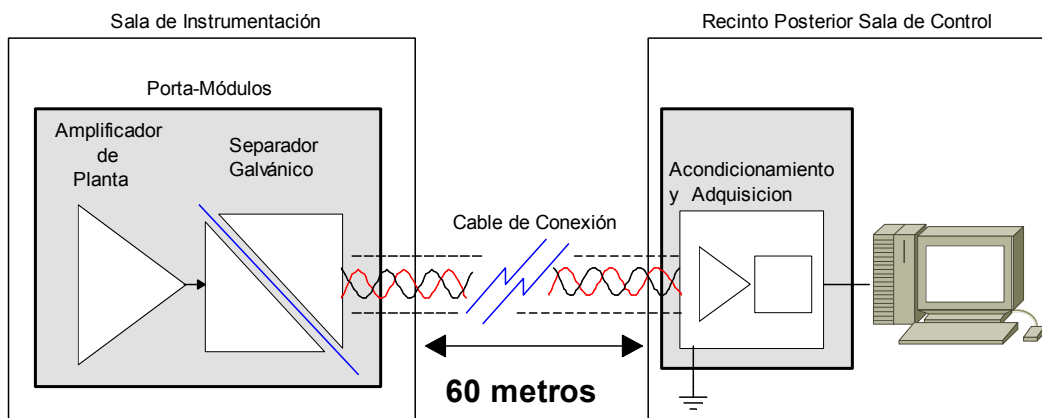 Sala de Instrumentación
Recinto Posterior Sala de Control
Porta-Módulos
Amplificador
de
Planta
Separador
Galvánico
Cable de Conexión
Acondicionamiento
y Adquisicion
60 metros